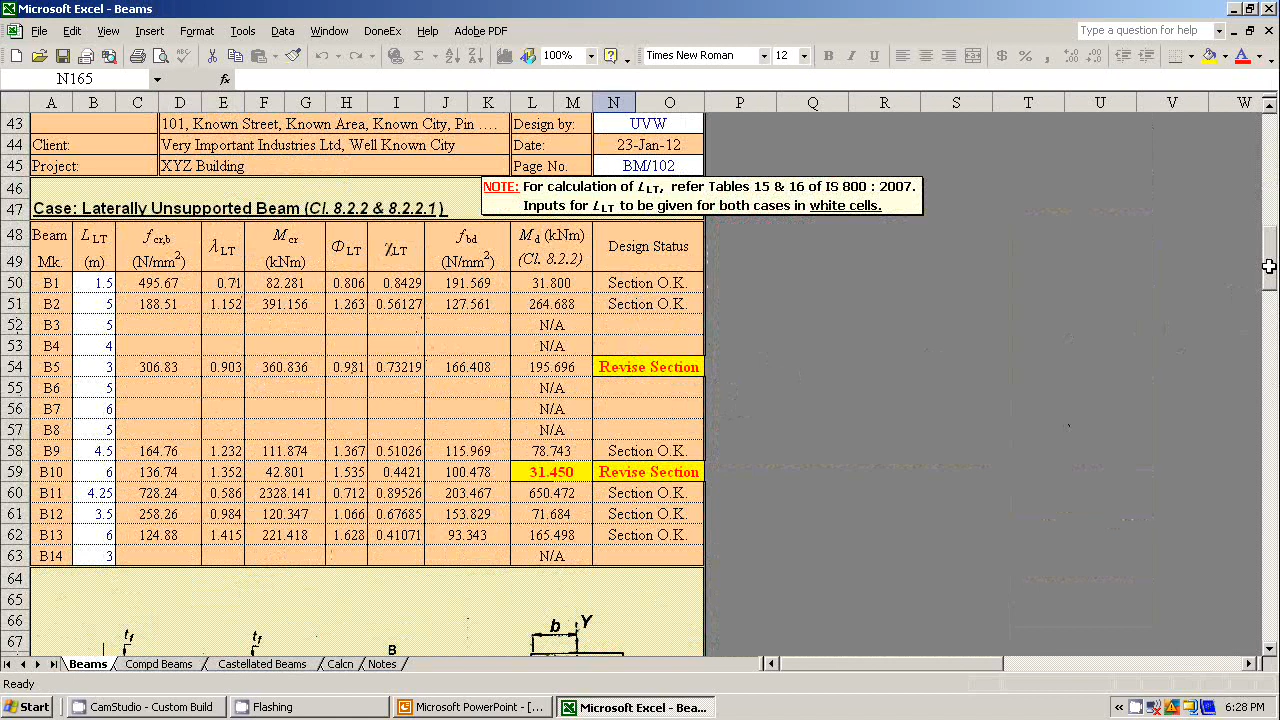 Microsoft Excel - Beams
File Edit View Insert Format Tools Data Window DoneEx Help Adobe PDF
Type a question for help
100% Times New Roman 12 B I U $ %
N165 fx
A B C D E F G H I J K L M N O P Q R S T U V W
43 101, Known Street, Known Area, Known City, Pin .... Design by: UVW
44 Client: Very Important Industries Ltd, Well Known City Date: 23-Jan-12
45 Project: XYZ Building Page No. BM/102
46 NOTE: For calculation of LLT, refer Tables 15 & 16 of IS 800 : 2007.
Inputs for LLT to be given for both cases in white cells.
47 Case: Laterally Unsupported Beam (Cl. 8.2.2 & 8.2.2.1)
48 Beam LLT fcr,b λLT Mcr ΦLT χLT fbd Md (kNm) Design Status
49 Mk. (m) (N/mm2) (kNm) (N/mm2) (Cl. 8.2.2)
50 B1 1.5 495.67 0.71 82.281 0.806 0.8429 191.569 31.800 Section O.K.
51 B2 5 188.51 1.152 391.156 1.263 0.56127 127.561 264.688 Section O.K.
52 B3 5 N/A
53 B4 4 N/A
54 B5 3 306.83 0.903 360.836 0.981 0.73219 166.408 195.696 Revise Section
55 B6 5 N/A
56 B7 6 N/A
57 B8 5 N/A
58 B9 4.5 164.76 1.232 111.874 1.367 0.51026 115.969 78.743 Section O.K.
59 B10 6 136.74 1.352 42.801 1.535 0.4421 100.478 31.450 Revise Section
60 B11 4.25 728.24 0.586 2328.141 0.712 0.89526 203.467 650.472 Section O.K.
61 B12 3.5 258.26 0.984 120.347 1.066 0.67685 153.829 71.684 Section O.K.
62 B13 6 124.88 1.415 221.418 1.628 0.41071 93.343 165.498 Section O.K.
63 B14 3 N/A
64
65
66 tf tf b Y
67 B
Beams Compd Beams Castellated Beams Calcn Notes
Ready
Start CamStudio - Custom Build Flashing Microsoft PowerPoint - [... Microsoft Excel - Bea... 6:28 PM